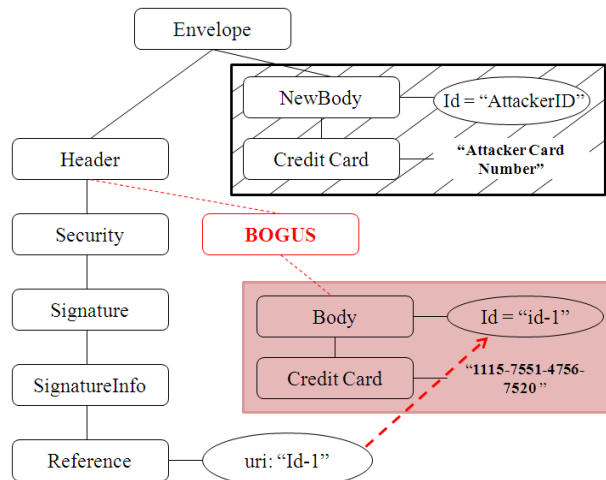 Envelope
NewBody
Id = “AttackerID”
Credit Card
“Attacker Card
Number”
Header
Security
BOGUS
Signature
Body
Id = “id-1”
SignatureInfo
Credit Card
“1115-7551-4756-
7520”
Reference
uri: “Id-1”